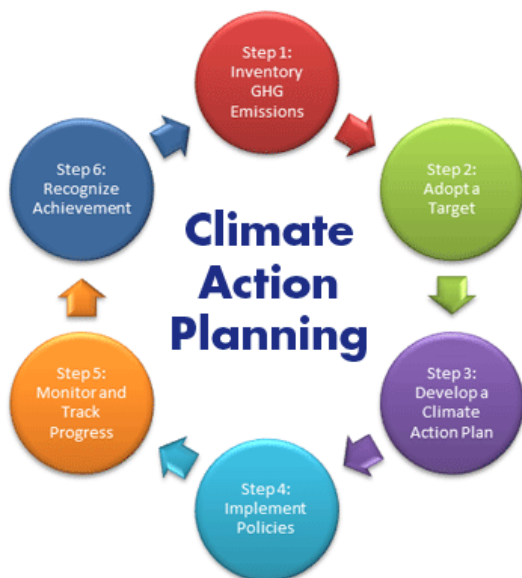 Step 1:
Inventory
GHG
Emissions
Step 2:
Adopt a
Target
Step 3:
Develop a
Climate
Action Plan
Step 4:
Implement
Policies
Step 5:
Monitor and
Track
Progress
Step 6:
Recognize
Achievement
Climate
Action
Planning